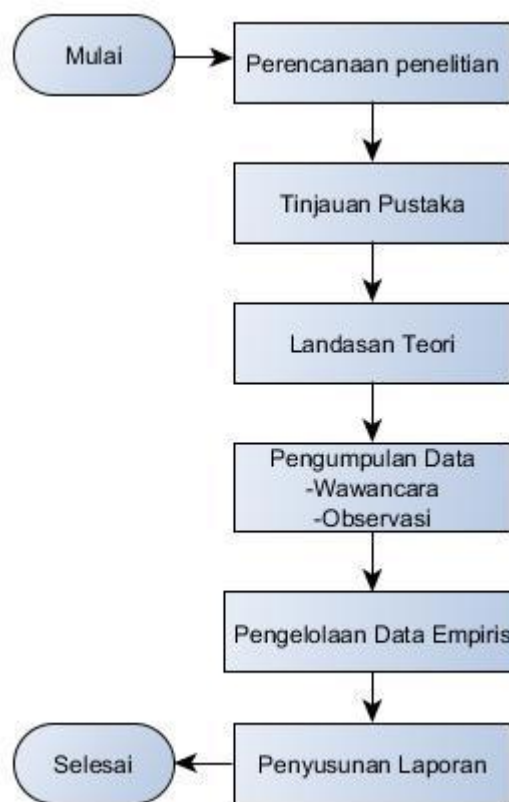 Mulai
Perencanaan penelitian
Tinjauan Pustaka
Landasan Teori
Pengumpulan Data
-Wawancara
-Observasi
Pengelolaan Data Empiris
Penyusunan Laporan
Selesai